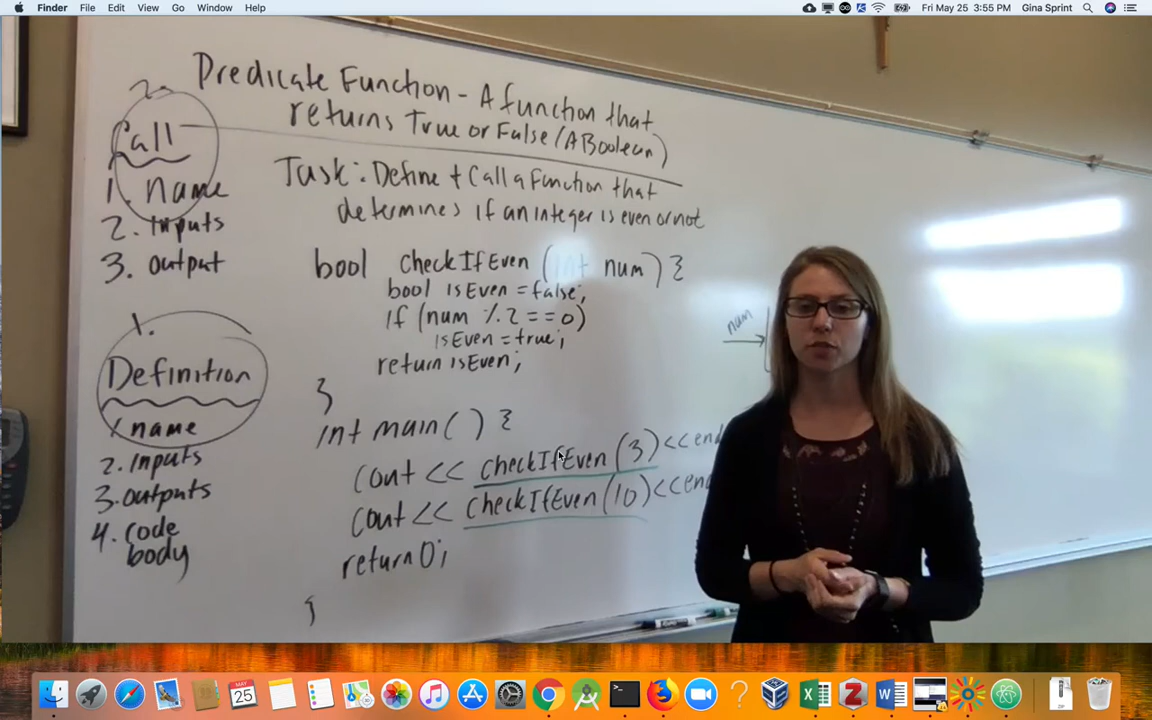 Finder File Edit View Go Window Help
Fri May 25 3:55 PM Gina Sprint
Predicate Function - A function that
returns True or False/(A Boolean)
Task: Define + Call a Function that
determines if an integer is even or not
2.
Call
1. name
2. Inputs
3. output
1.
Definition
1 name
2. Inputs
3. outputs
4. code
body
bool checkIfEven (int num) {
bool isEven = false;
if (num % 2 == 0)
isEven = true;
return isEven;
}
int main( ) {
cout << checkIfEven (3) << end
cout << checkIfEven (10) << end
return 0;
}
num
MAY
25